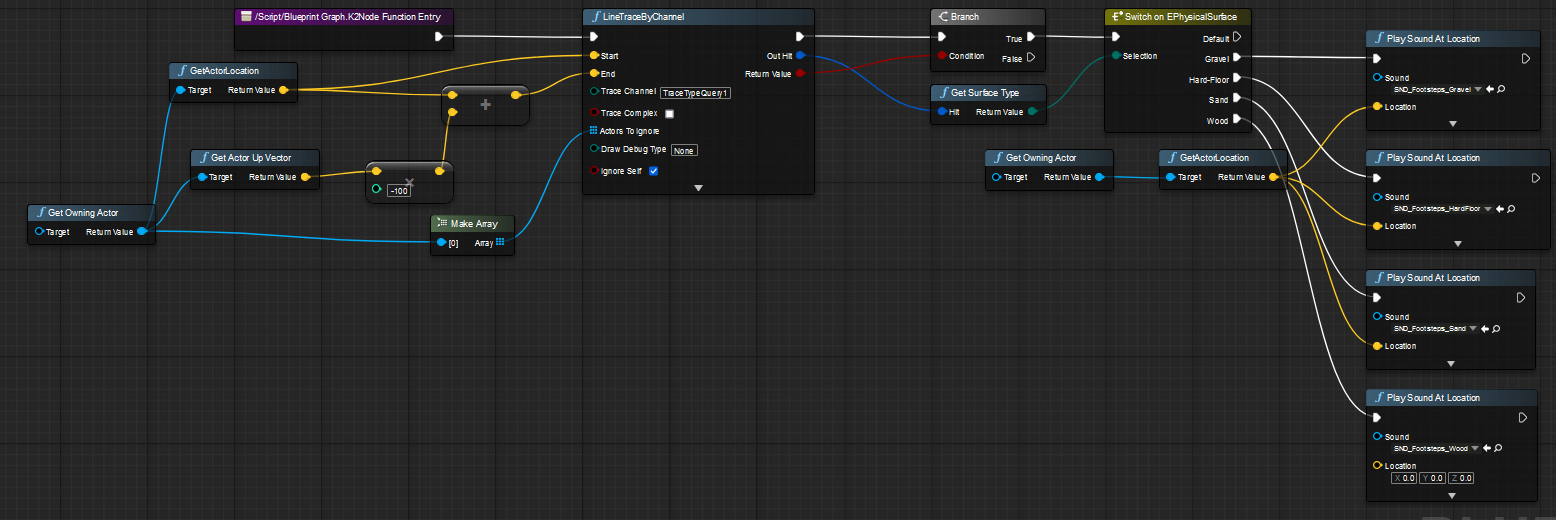 /Script/Blueprint Graph.K2Node Function Entry
LineTraceByChannel
Start
End
Trace Channel TraceTypeQuery1
Trace Complex
Actors To Ignore
Draw Debug Type None
Ignore Self
Out Hit
Return Value
Branch
Condition
True
False
Switch on EPhysicalSurface
Selection
Default
Gravel
Hard-Floor
Sand
Wood
GetActorLocation
Target Return Value
+
Get Surface Type
Hit Return Value
Get Actor Up Vector
Target Return Value
×
-100
Get Owning Actor
Target Return Value
Make Array
[0] Array
Get Owning Actor
Target Return Value
GetActorLocation
Target Return Value
Play Sound At Location
Sound
SND_Footsteps_Gravel
Location
Play Sound At Location
Sound
SND_Footsteps_HardFloor
Location
Play Sound At Location
Sound
SND_Footsteps_Sand
Location
Play Sound At Location
Sound
SND_Footsteps_Wood
Location
X 0.0 Y 0.0 Z 0.0